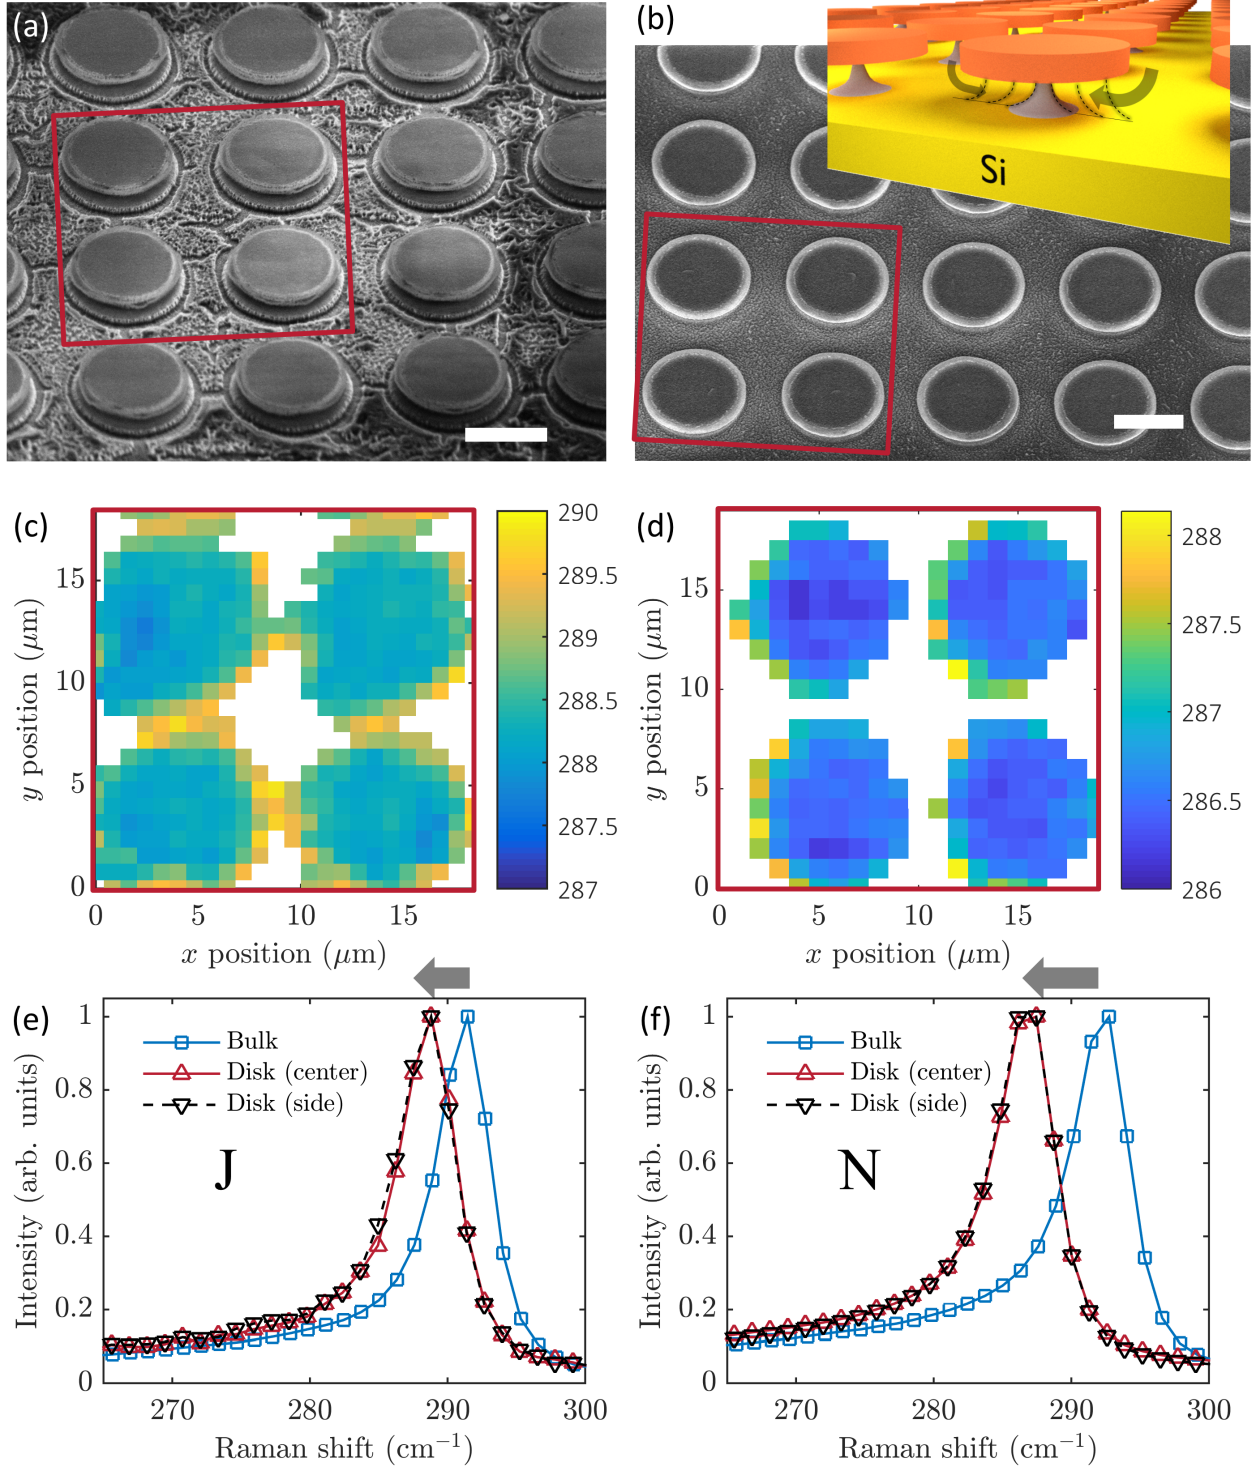 (a)
(b)
Si
(c)
290
289.5
289
288.5
288
287.5
287
15
10
5
0
y position (μm)
0
5
10
15
x position (μm)
(d)
288
287.5
287
286.5
286
15
10
5
0
y position (μm)
0
5
10
15
x position (μm)
(e)
1
0.8
0.6
0.4
0.2
0
Intensity (arb. units)
Bulk
Disk (center)
Disk (side)
J
270
280
290
300
Raman shift (cm⁻¹)
(f)
1
0.8
0.6
0.4
0.2
0
Intensity (arb. units)
Bulk
Disk (center)
Disk (side)
N
270
280
290
300
Raman shift (cm⁻¹)